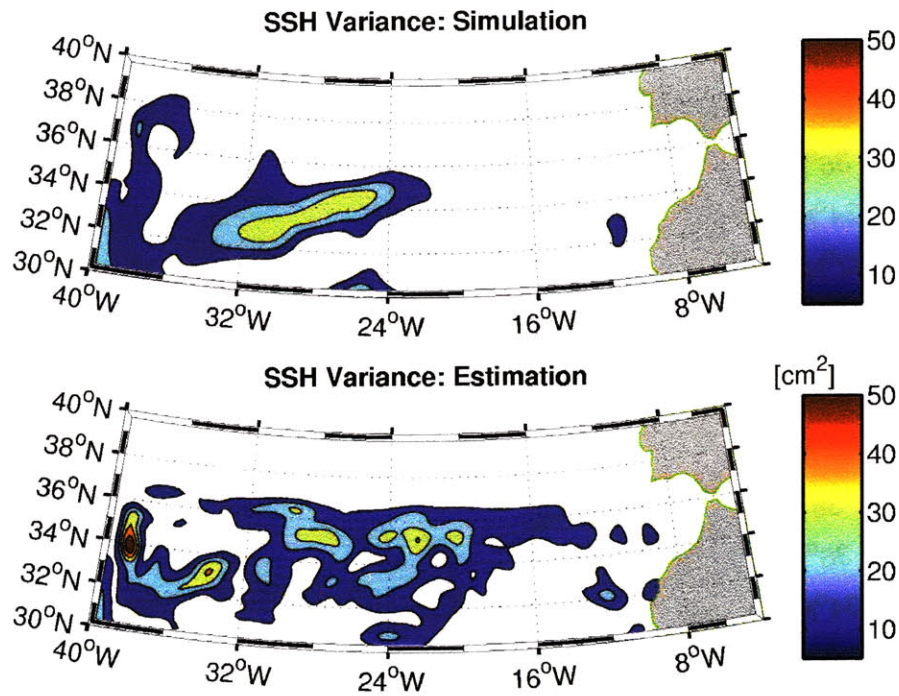 SSH Variance: Simulation
40°N
38°N
36°N
34°N
32°N
30°N
40°W
32°W
24°W
16°W
8°W
50
40
30
20
10
SSH Variance: Estimation
[cm²]
40°N
38°N
36°N
34°N
32°N
30°N
40°W
32°W
24°W
16°W
8°W
50
40
30
20
10